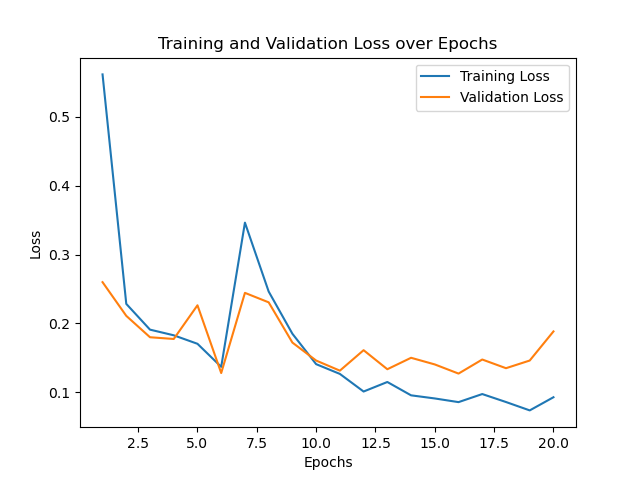 Training and Validation Loss over Epochs
Training Loss
Validation Loss
0.5
0.4
0.3
0.2
0.1
Loss
2.5 5.0 7.5 10.0 12.5 15.0 17.5 20.0
Epochs